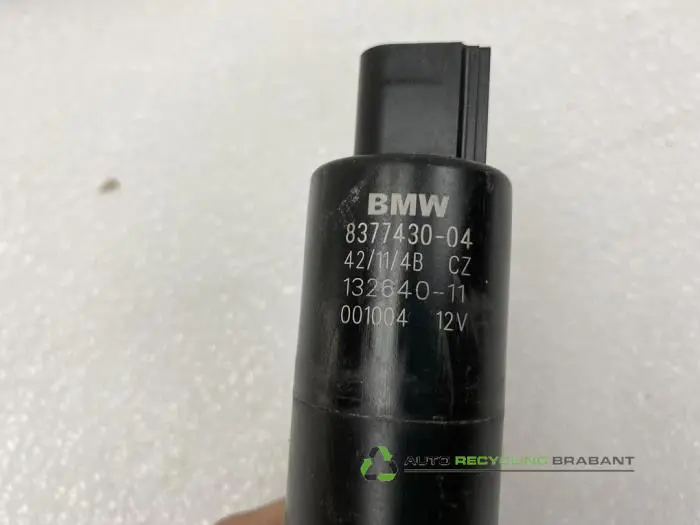 BMW
8377430-04
42/11/4B CZ
132640-11
001004 12V
AUTO RECYCLING BRABANT